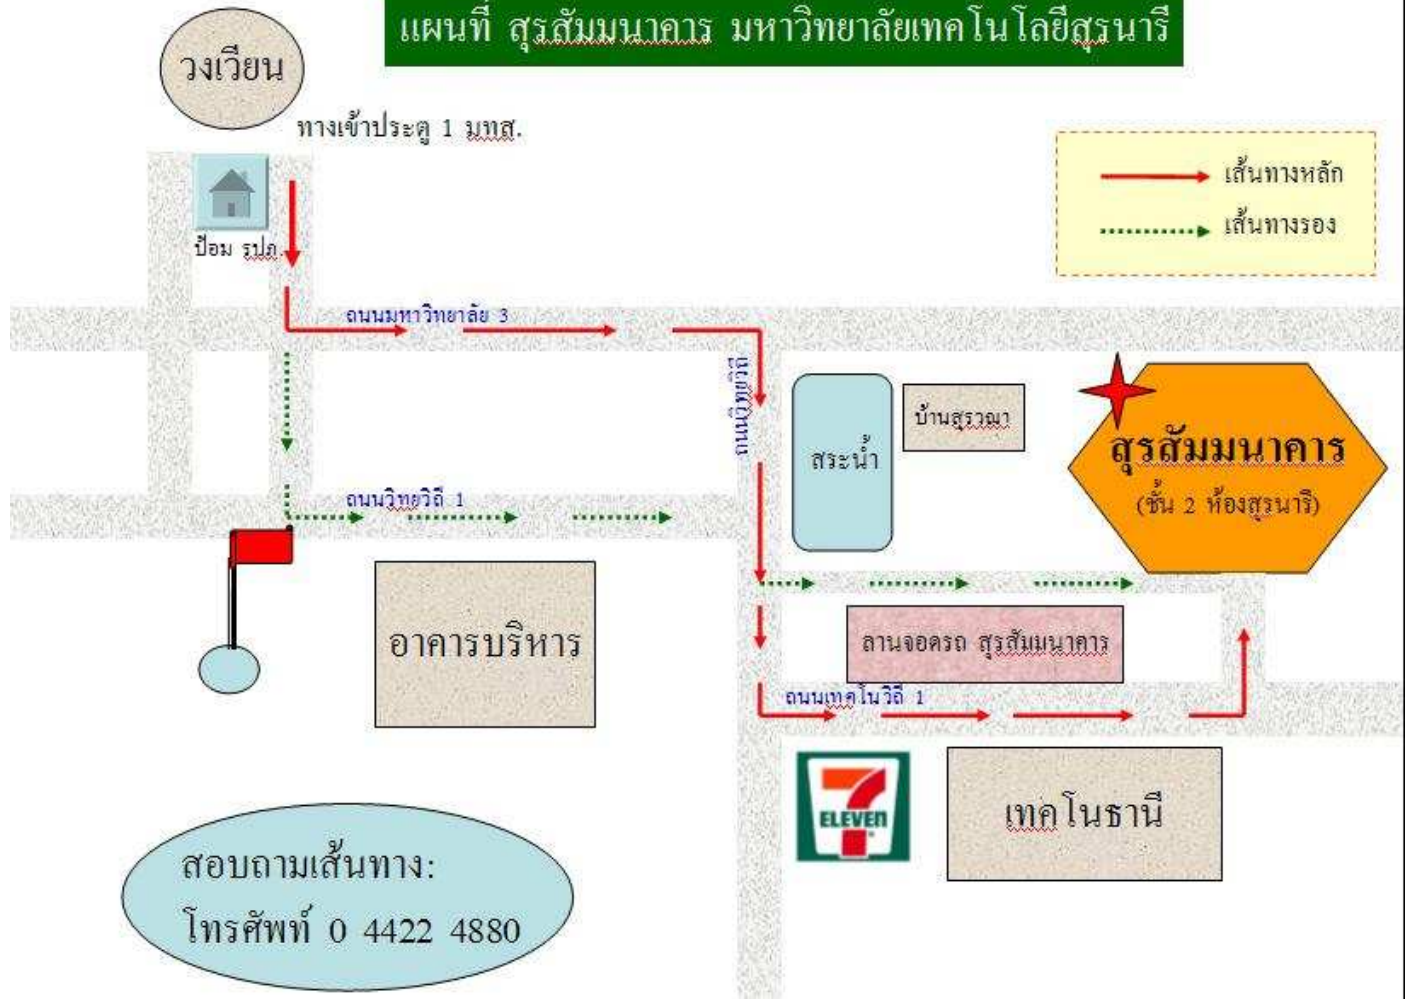 แผนที่ สุรสัมมนาคาร มหาวิทยาลัยเทคโนโลยีสุรนารี
วงเวียน
ทางเข้าประตู 1 มทส.
เส้นทางหลัก
เส้นทางรอง
ป้อม รปภ.
ถนนมหาวิทยาลัย 3
ถนนวิทยวิถี
สระน้ำ
บ้านสุรวณา
สุรสัมมนาคาร
(ชั้น 2 ห้องสุรนารี)
ถนนวิทยวิถี 1
อาคารบริหาร
ลานจอดรถ สุรสัมมนาคาร
ถนนเทคโนวิถี 1
7
ELEVEN
เทคโนธานี
สอบถามเส้นทาง:
โทรศัพท์ 0 4422 4880